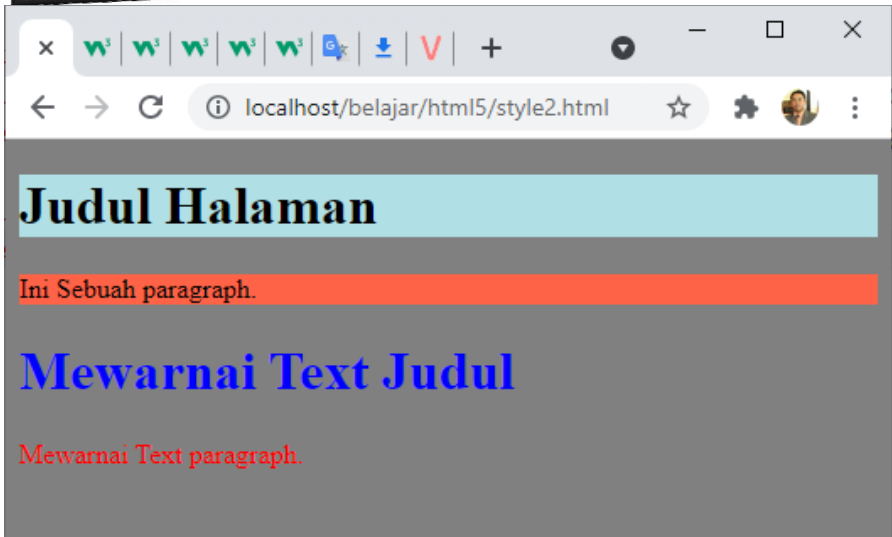 localhost/belajar/html5/style2.html
Judul Halaman
Ini Sebuah paragraph.
Mewarnai Text Judul
Mewarnai Text paragraph.